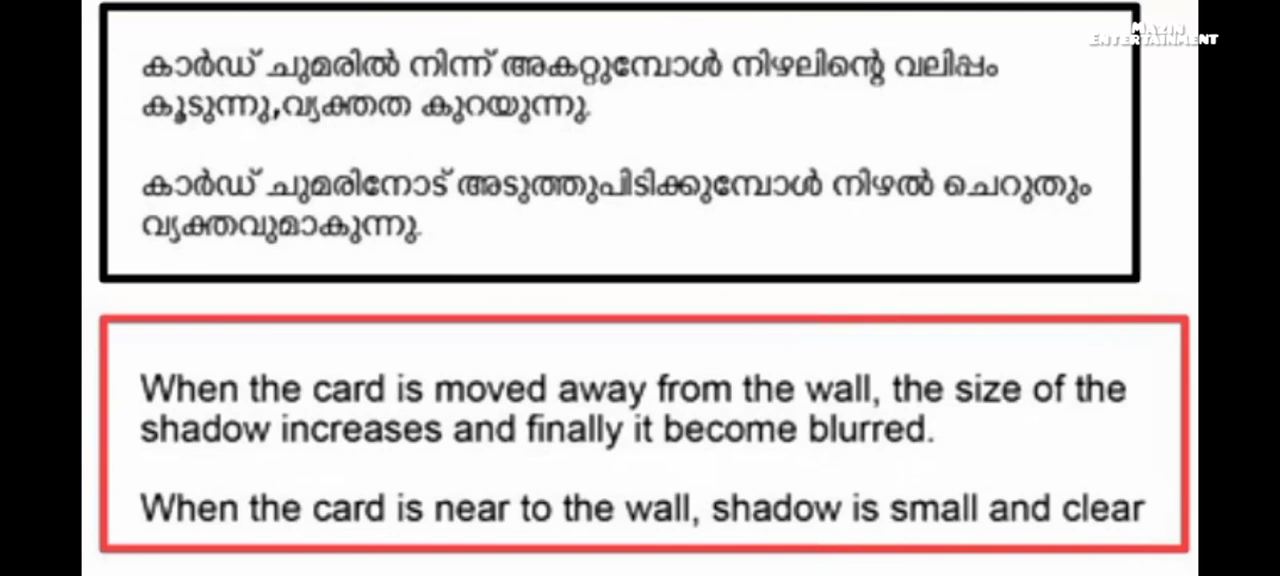 MAZIN
ENTERTAINMENT
കാർഡ് ചുമരിൽ നിന്ന് അകറ്റുമ്പോൾ നിഴലിന്റെ വലിപ്പം
കൂടുന്നു,വ്യക്തത കുറയുന്നു.
കാർഡ് ചുമരിനോട് അടുത്തുപിടിക്കുമ്പോൾ നിഴൽ ചെറുതും
വ്യക്തവുമാകുന്നു.
When the card is moved away from the wall, the size of the
shadow increases and finally it become blurred.
When the card is near to the wall, shadow is small and clear